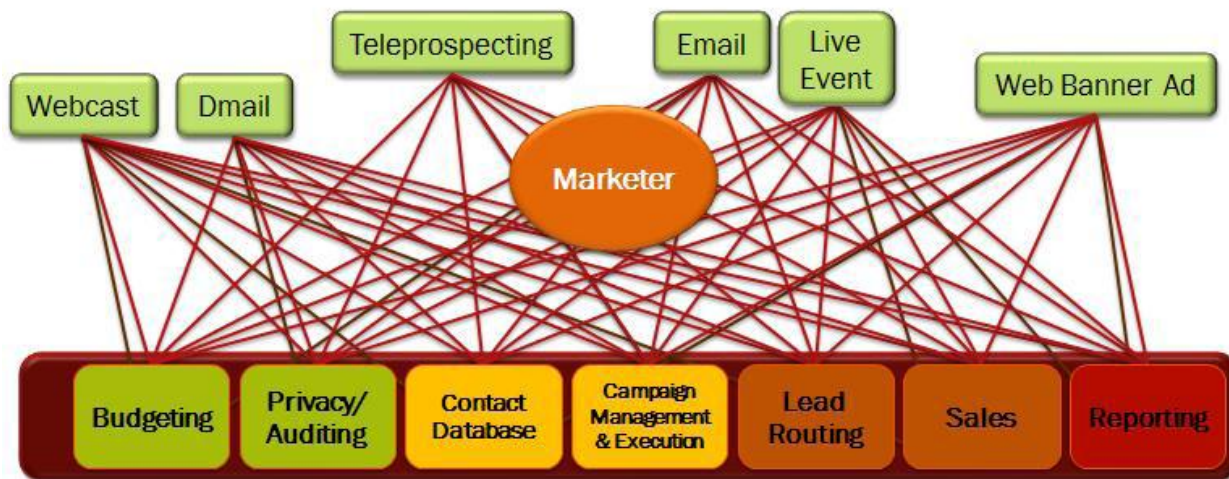 Teleprospecting
Email
Live
Event
Webcast
Dmail
Web Banner Ad
Marketer
Budgeting
Privacy/
Auditing
Contact
Database
Campaign
Management
& Execution
Lead
Routing
Sales
Reporting